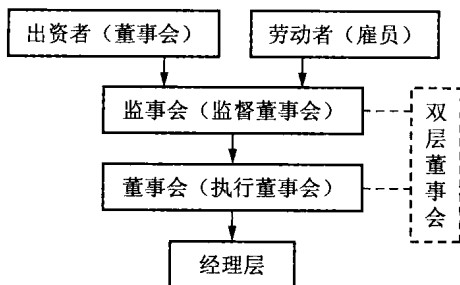 出资者（董事会）
劳动者（雇员）
监事会（监督董事会）
董事会（执行董事会）
经理层
双层董事会